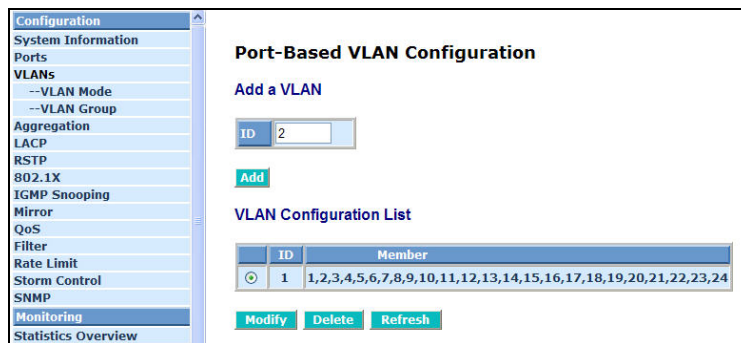 Configuration
System Information
Ports
VLANs
--VLAN Mode
--VLAN Group
Aggregation
LACP
RSTP
802.1X
IGMP Snooping
Mirror
QoS
Filter
Rate Limit
Storm Control
SNMP
Monitoring
Statistics Overview
Port-Based VLAN Configuration
Add a VLAN
ID 2
Add
VLAN Configuration List
ID Member
1 1,2,3,4,5,6,7,8,9,10,11,12,13,14,15,16,17,18,19,20,21,22,23,24
Modify Delete Refresh